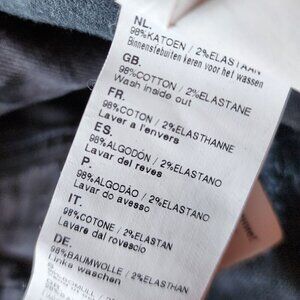 NL.
98%KATOEN / 2%ELASTAAN
Binnenstebuiten keren voor het wassen
GB.
98%COTTON / 2%ELASTANE
Wash inside out
FR.
98%COTON / 2%ELASTHANNE
Laver a l'envers
ES.
98%ALGODÓN / 2%ELASTANO
Lavar del reves
P.
98%ALGODÃO / 2%ELASTANO
Lavar do avesso
IT.
98%COTONE / 2%ELASTAN
Lavare dal rovescio
DE.
98%BAUMWOLLE / 2%ELASTHAN
Links waschen